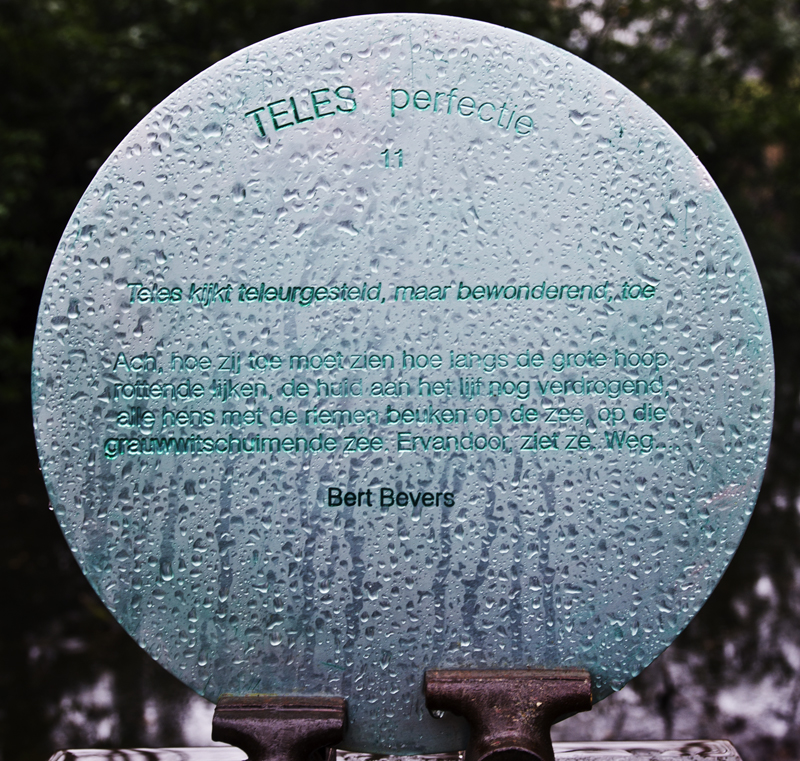 TELES perfectie
11
Teles kijkt teleurgesteld, maar bewonderend, toe
Ach, hoe zij toe moet zien hoe langs de grote hoop
rottende lijken, de huid aan het lijf nog verdrogend,
alle hens met de riemen beuken op de zee, op die
grauwwitschuimende zee. Ervandoor, ziet ze. Weg...
Bert Bevers